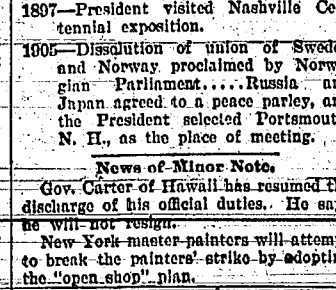 1897—President visited Nashville Ce
tennial exposition.
1905—Dissolution of union of Swede
and Norway proclaimed by Norw
gian Parliament.....Russia an
Japan agreed to a peace parley, an
the President selected Portsmout
N. H., as the place of meeting.
News of Minor Note.
Gov. Carter of Hawaii has resumed th
discharge of his official duties. He sa
he will not resign.
New York master painters will attem
to break the painters' strike by adopti
the "open shop" plan.